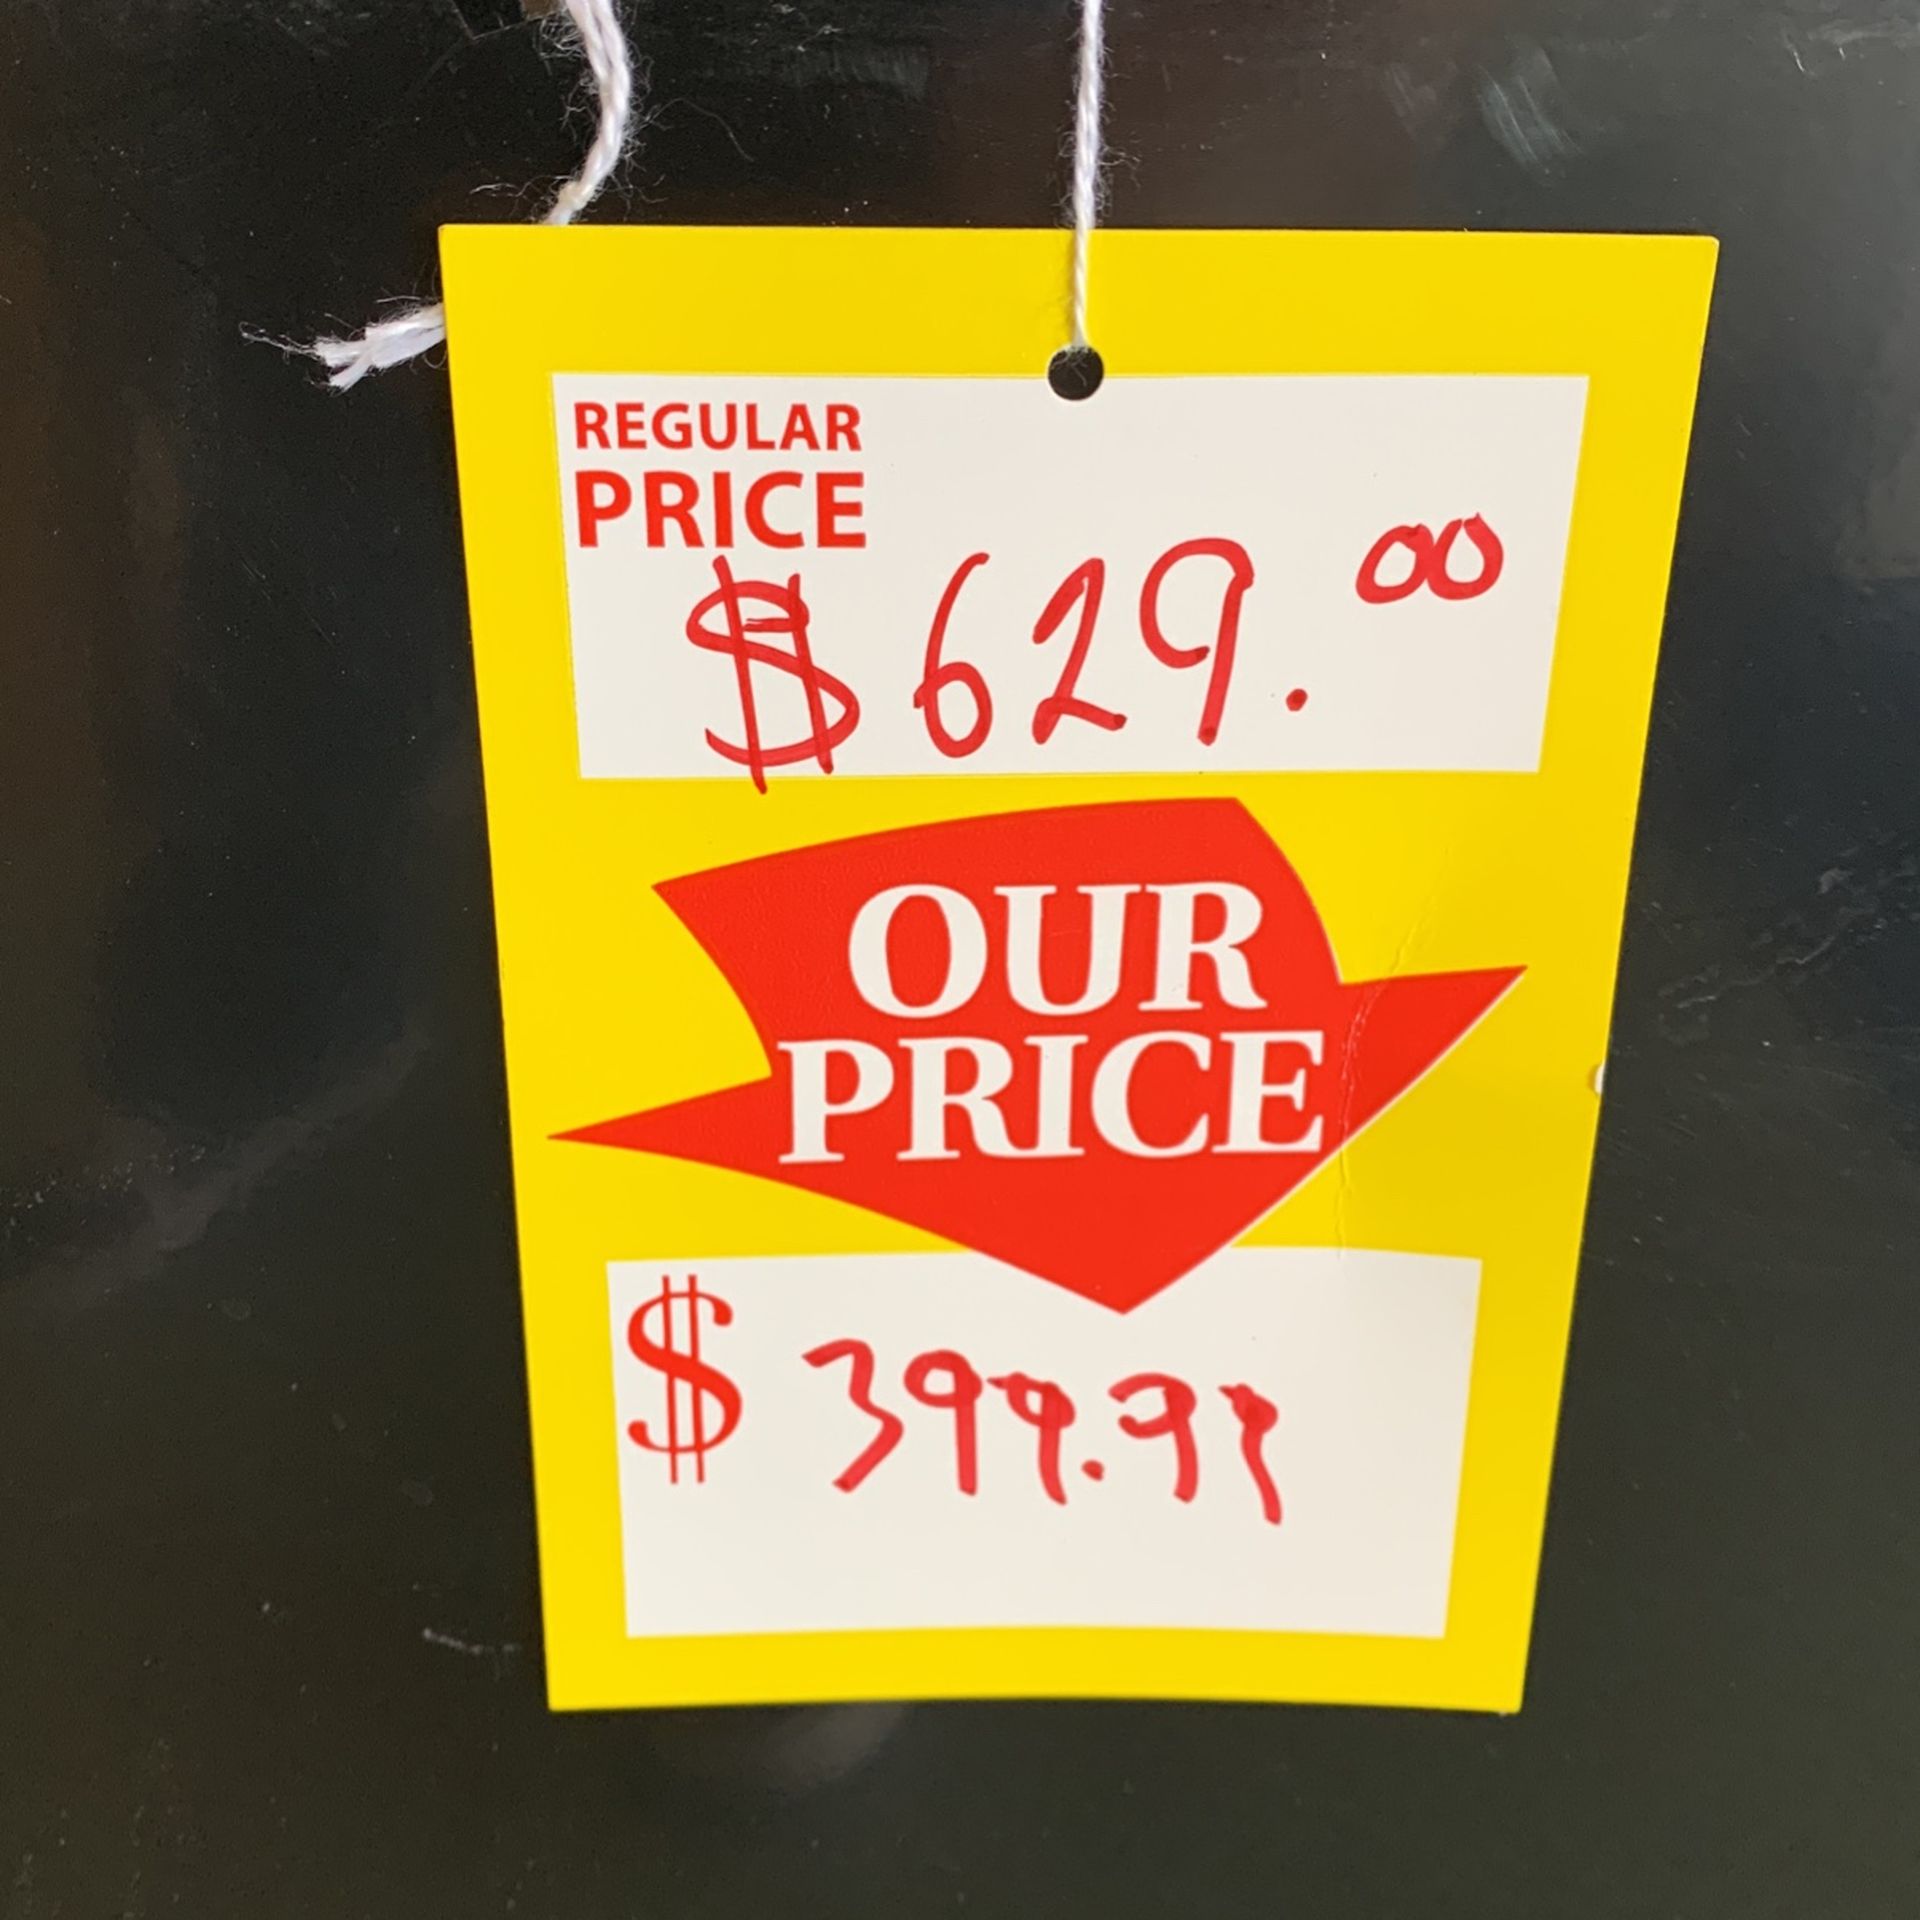 REGULAR
PRICE
$ 629.00
OUR
PRICE
$ 399.99